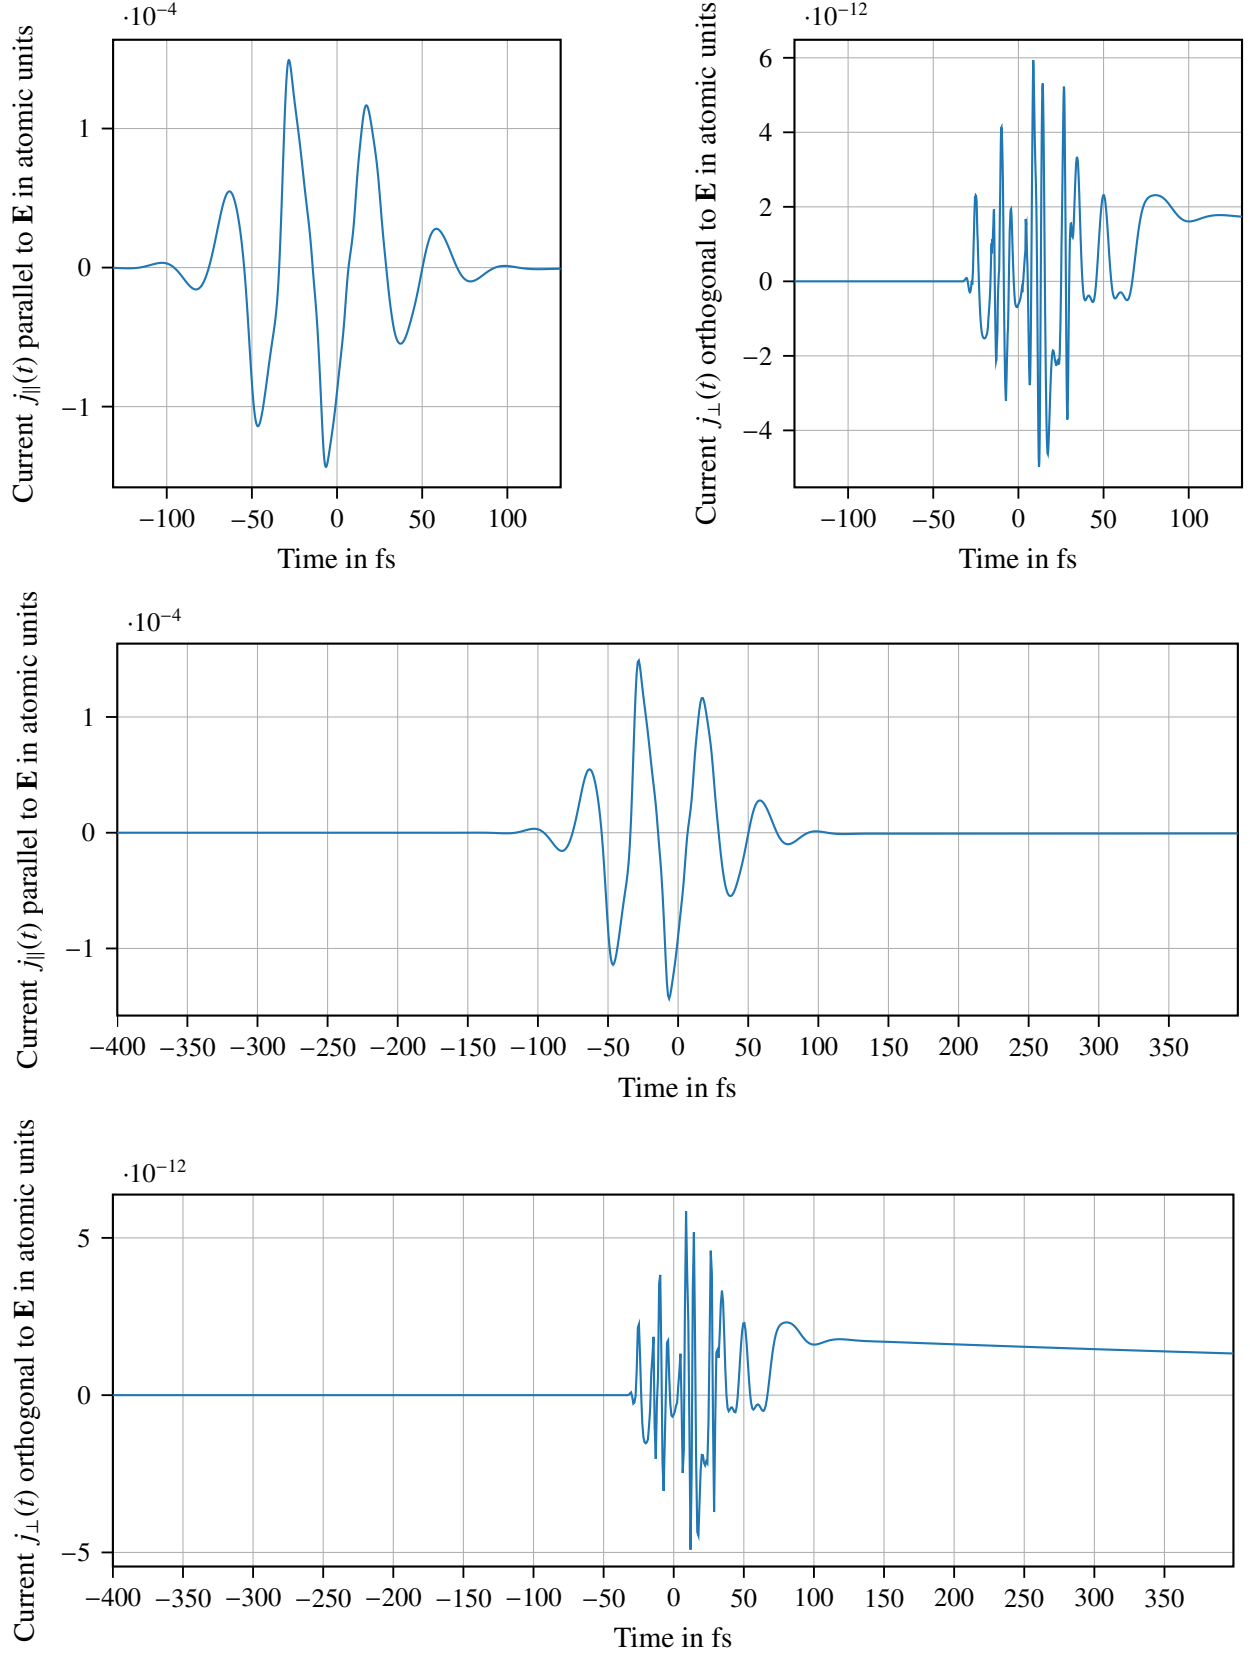 ·10−4
Current j∥(t) parallel to E in atomic units
1
0
−1
−100 −50 0 50 100
Time in fs
·10−12
Current j⊥(t) orthogonal to E in atomic units
6
4
2
0
−2
−4
−100 −50 0 50 100
Time in fs
·10−4
Current j∥(t) parallel to E in atomic units
1
0
−1
−400 −350 −300 −250 −200 −150 −100 −50 0 50 100 150 200 250 300 350
Time in fs
·10−12
Current j⊥(t) orthogonal to E in atomic units
5
0
−5
−400 −350 −300 −250 −200 −150 −100 −50 0 50 100 150 200 250 300 350
Time in fs